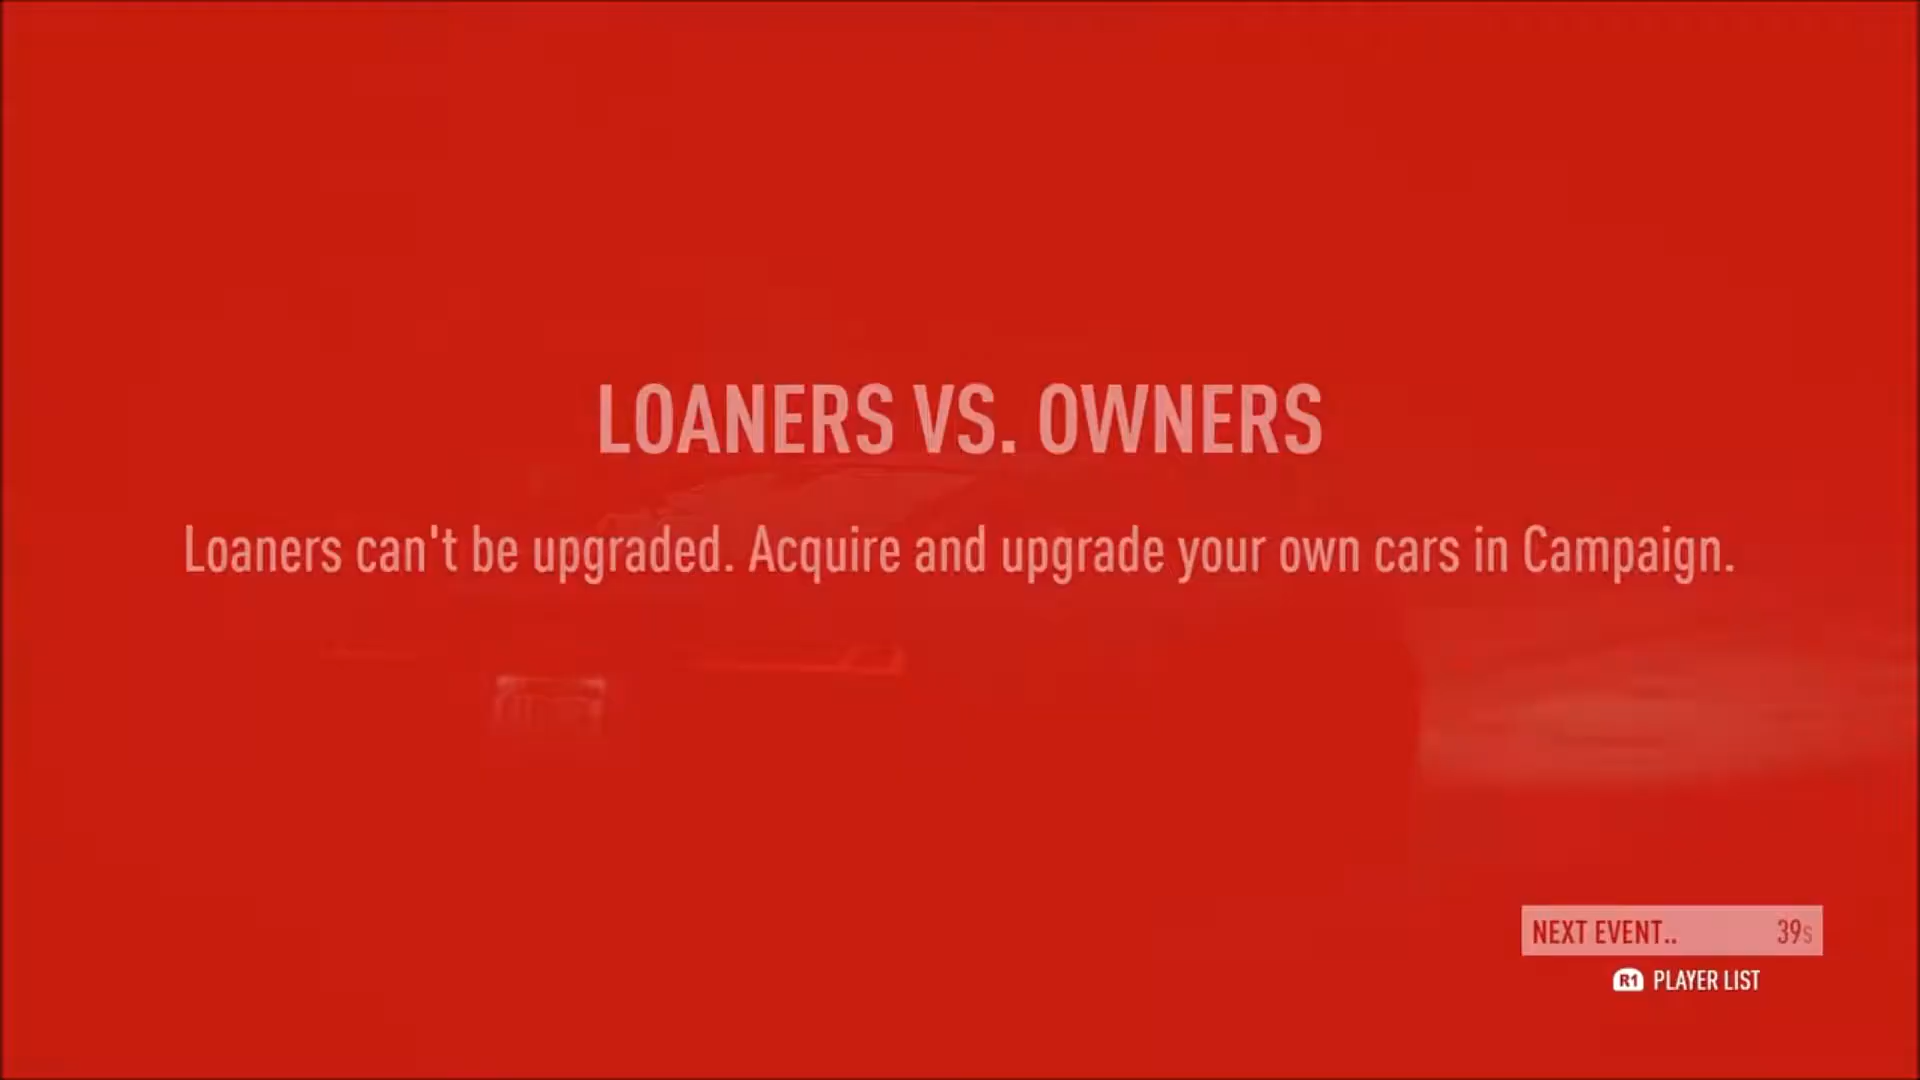 LOANERS VS. OWNERS
Loaners can't be upgraded. Acquire and upgrade your own cars in Campaign.
NEXT EVENT.. 39s
R1 PLAYER LIST